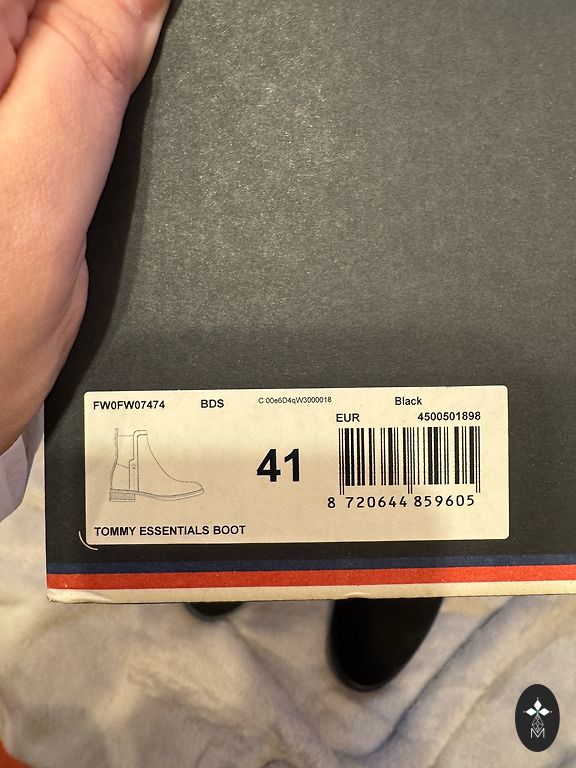 FW0FW07474 BDS C 00e6D4qW3000018 Black
EUR 4500501898
41
8 720644 859605
TOMMY ESSENTIALS BOOT
M